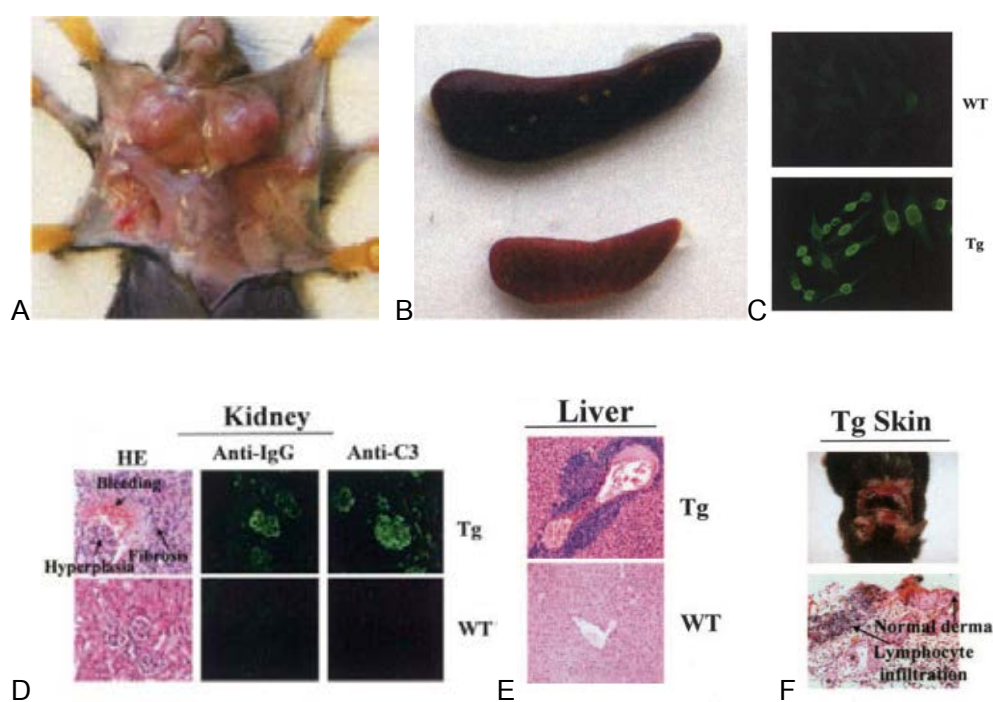 WT
Tg
A
B
C
Kidney
HE
Anti-IgG
Anti-C3
Bleeding
Fibrosis
Hyperplasia
Tg
WT
D
Liver
Tg
WT
E
Tg Skin
Normal derma
Lymphocyte
infiltration
F